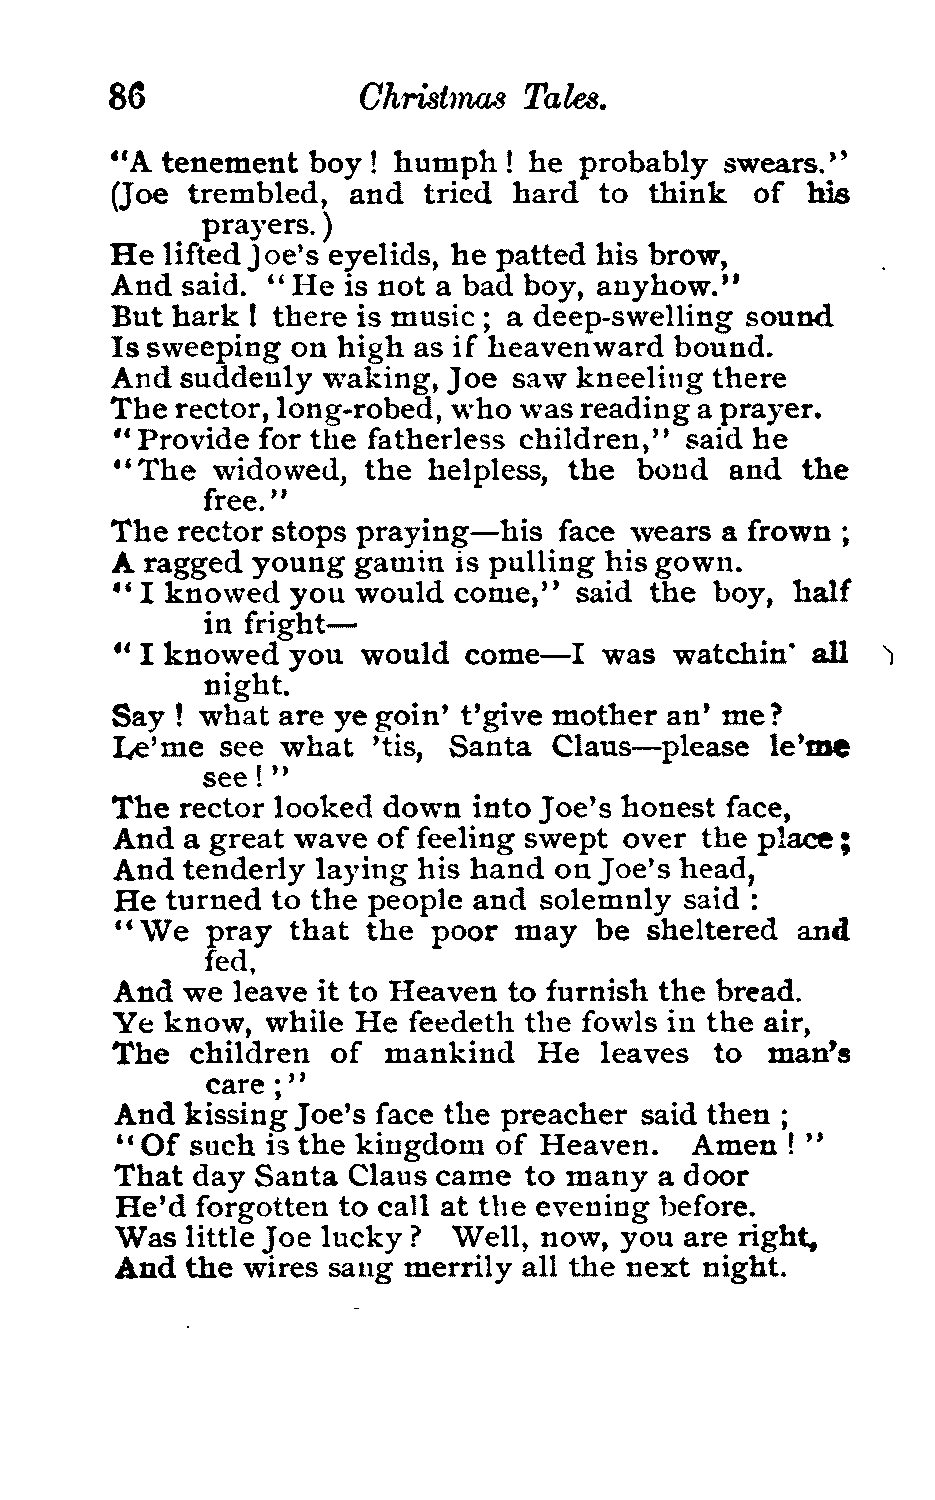 86 Christmas Tales.
"A tenement boy! humph! he probably swears."
(Joe trembled, and tried hard to think of his
prayers.)
He lifted Joe's eyelids, he patted his brow,
And said. "He is not a bad boy, anyhow."
But hark! there is music; a deep-swelling sound
Is sweeping on high as if heavenward bound.
And suddenly waking, Joe saw kneeling there
The rector, long-robed, who was reading a prayer.
"Provide for the fatherless children," said he
"The widowed, the helpless, the bond and the
free."
The rector stops praying—his face wears a frown;
A ragged young gamin is pulling his gown.
"I knowed you would come," said the boy, half
in fright—
"I knowed you would come—I was watchin' all
night.
Say! what are ye goin' t'give mother an' me?
Le'me see what 'tis, Santa Claus—please le'me
see!"
The rector looked down into Joe's honest face,
And a great wave of feeling swept over the place;
And tenderly laying his hand on Joe's head,
He turned to the people and solemnly said:
"We pray that the poor may be sheltered and
fed,
And we leave it to Heaven to furnish the bread.
Ye know, while He feedeth the fowls in the air,
The children of mankind He leaves to man's
care;"
And kissing Joe's face the preacher said then;
"Of such is the kingdom of Heaven. Amen!"
That day Santa Claus came to many a door
He'd forgotten to call at the evening before.
Was little Joe lucky? Well, now, you are right,
And the wires sang merrily all the next night.